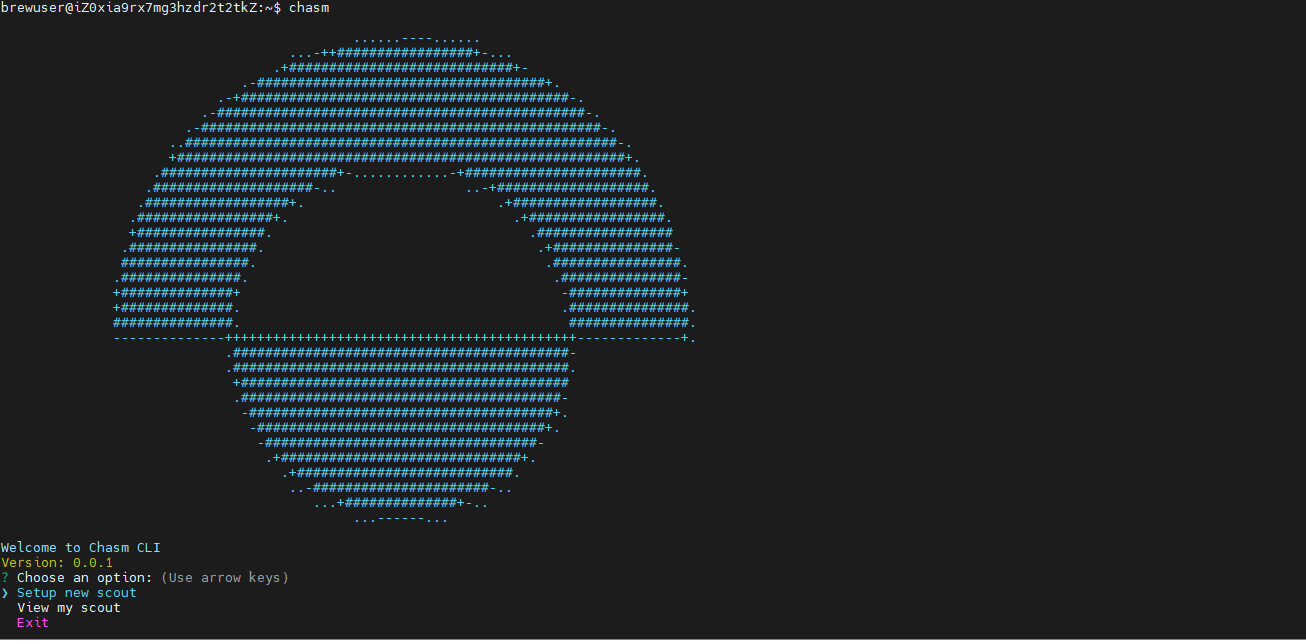 brewuser@iZ0xia9rx7mg3hzdr2t2tkZ:~$ chasm
Welcome to Chasm CLI
Version: 0.0.1
? Choose an option: (Use arrow keys)
❯ Setup new scout
View my scout
Exit